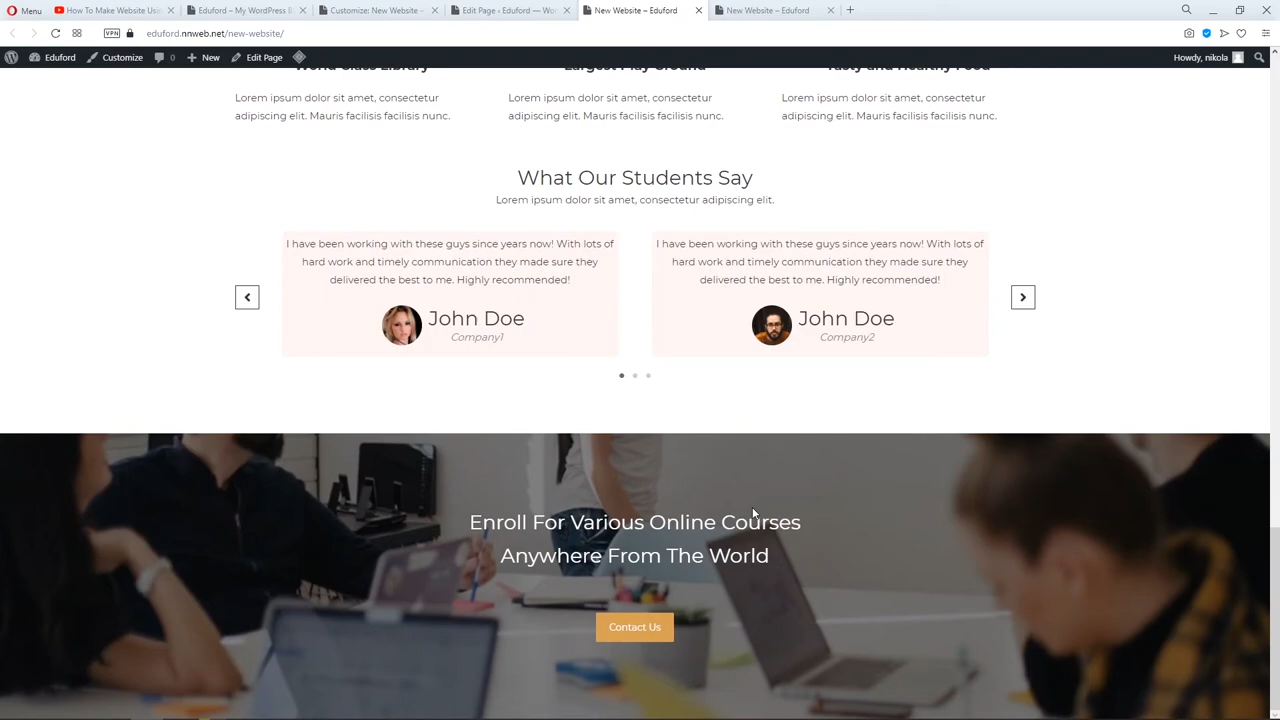 Menu
How To Make Website Usin
Eduford – My WordPress B
Customize: New Website –
Edit Page ‹ Eduford — Wor
New Website – Eduford
New Website – Eduford
VPN
eduford.nnweb.net/new-website/
Eduford
Customize
0
New
Edit Page
Howdy, nikola
World Class Library
Largest Play Ground
Tasty and Healthy Food
Lorem ipsum dolor sit amet, consectetur
adipiscing elit. Mauris facilisis facilisis nunc.
Lorem ipsum dolor sit amet, consectetur
adipiscing elit. Mauris facilisis facilisis nunc.
Lorem ipsum dolor sit amet, consectetur
adipiscing elit. Mauris facilisis facilisis nunc.
What Our Students Say
Lorem ipsum dolor sit amet, consectetur adipiscing elit.
I have been working with these guys since years now! With lots of
hard work and timely communication they made sure they
delivered the best to me. Highly recommended!
John Doe
Company1
I have been working with these guys since years now! With lots of
hard work and timely communication they made sure they
delivered the best to me. Highly recommended!
John Doe
Company2
Enroll For Various Online Courses
Anywhere From The World
Contact Us